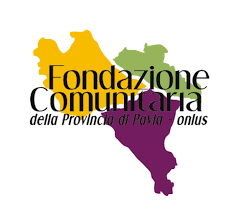 Fondazione
Comunitaria
della Provincia di Pavia - onlus